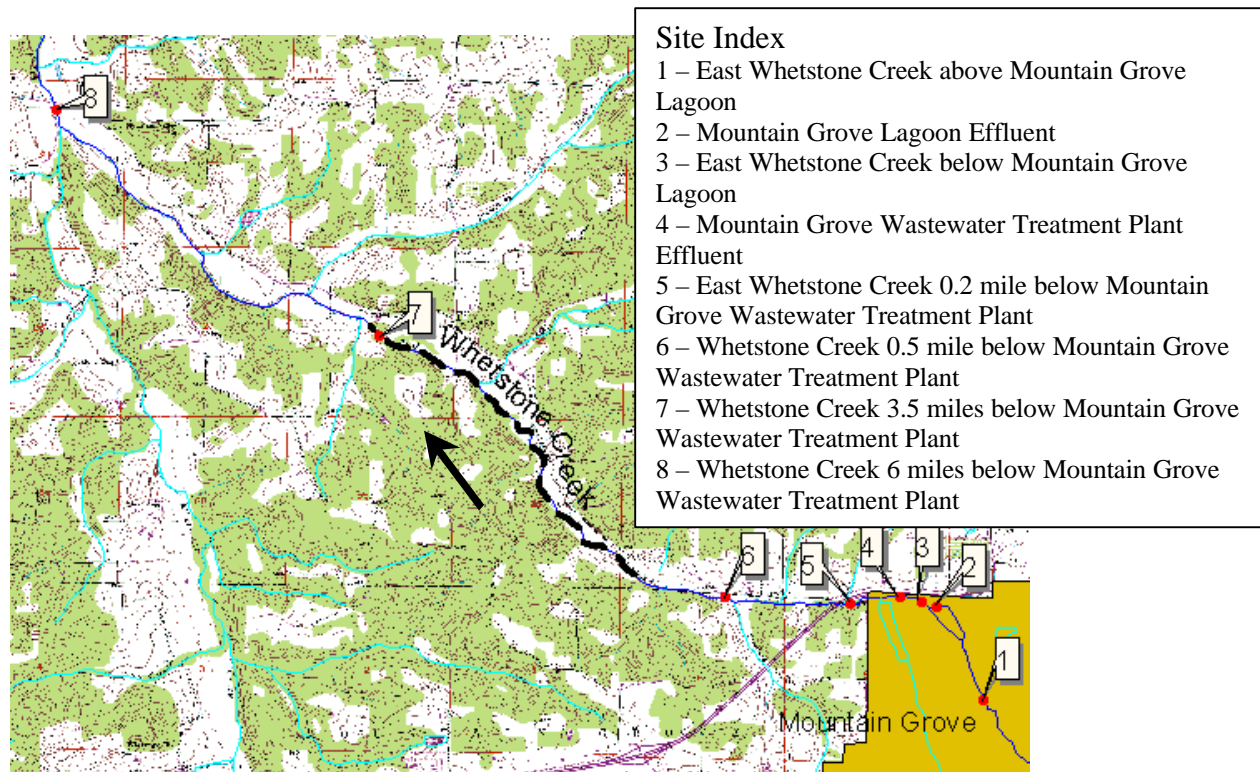 Site Index
1 – East Whetstone Creek above Mountain Grove
Lagoon
2 – Mountain Grove Lagoon Effluent
3 – East Whetstone Creek below Mountain Grove
Lagoon
4 – Mountain Grove Wastewater Treatment Plant
Effluent
5 – East Whetstone Creek 0.2 mile below Mountain
Grove Wastewater Treatment Plant
6 – Whetstone Creek 0.5 mile below Mountain Grove
Wastewater Treatment Plant
7 – Whetstone Creek 3.5 miles below Mountain Grove
Wastewater Treatment Plant
8 – Whetstone Creek 6 miles below Mountain Grove
Wastewater Treatment Plant
8
7
Whetstone Creek
6
5
4
3
2
1
Mountain Grove